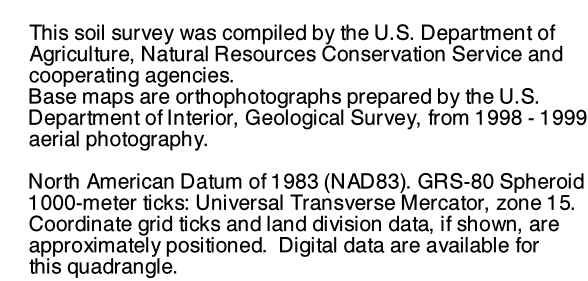 This soil survey was compiled by the U.S. Department of
Agriculture, Natural Resources Conservation Service and
cooperating agencies.
Base maps are orthophotographs prepared by the U.S.
Department of Interior, Geological Survey, from 1998 - 1999
aerial photography.
North American Datum of 1983 (NAD83). GRS-80 Spheroid
1000-meter ticks: Universal Transverse Mercator, zone 15.
Coordinate grid ticks and land division data, if shown, are
approximately positioned.  Digital data are available for
this quadrangle.